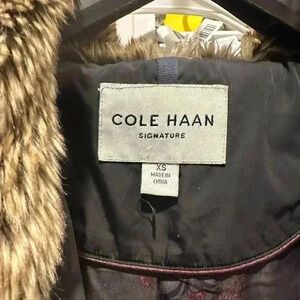 COLE HAAN
SIGNATURE
XS
MADE IN
CHINA